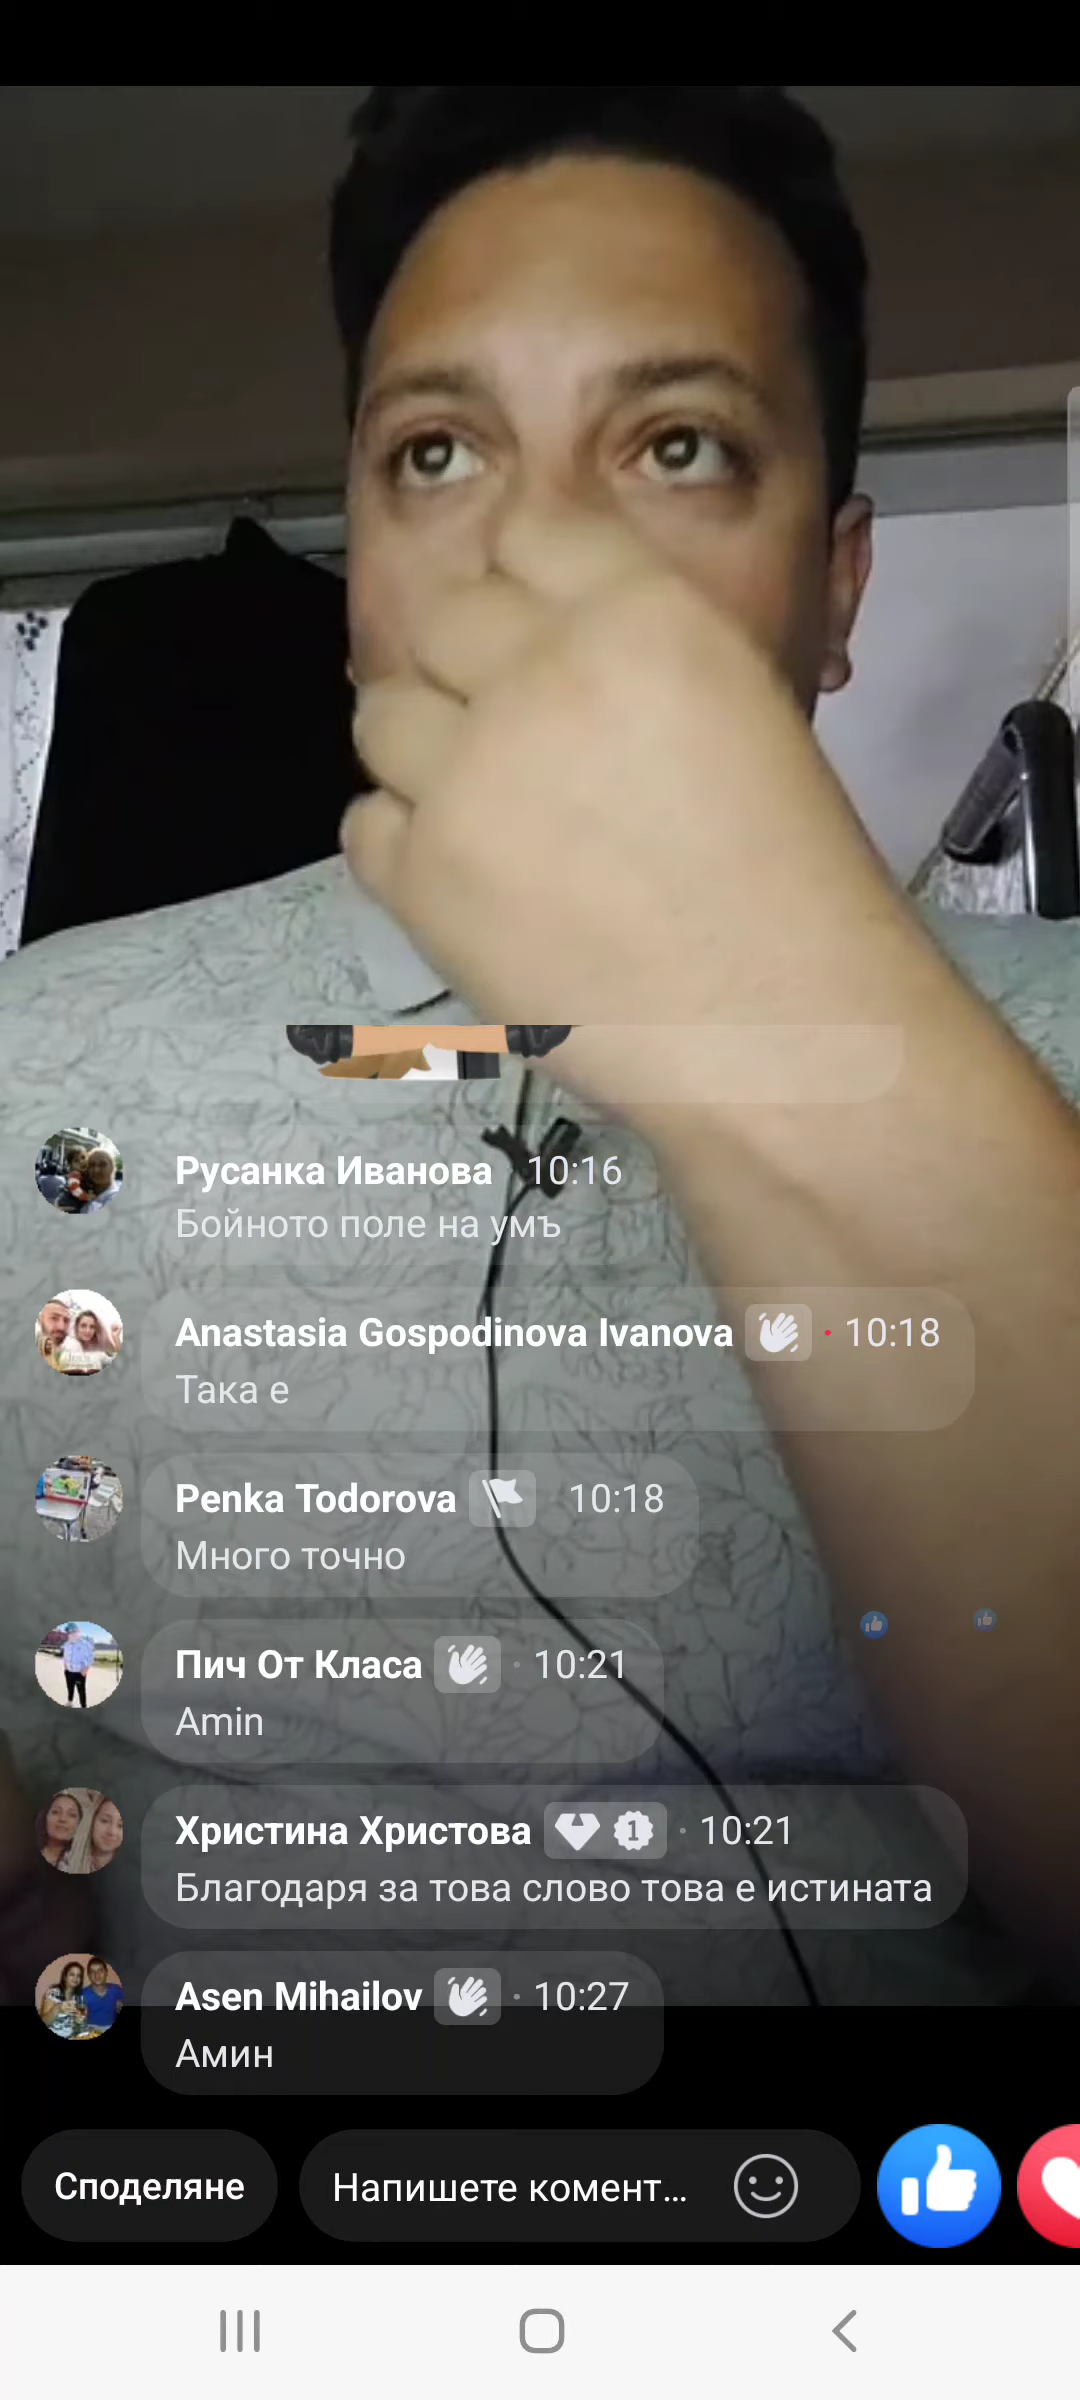 Русанка Иванова 10:16
Бойното поле на умъ
Anastasia Gospodinova Ivanova · 10:18
Така е
Penka Todorova 10:18
Много точно
Пич От Класа · 10:21
Amin
Христина Христова 1 · 10:21
Благодаря за това слово това е истината
Asen Mihailov · 10:27
Амин
Споделяне
Напишете комент...